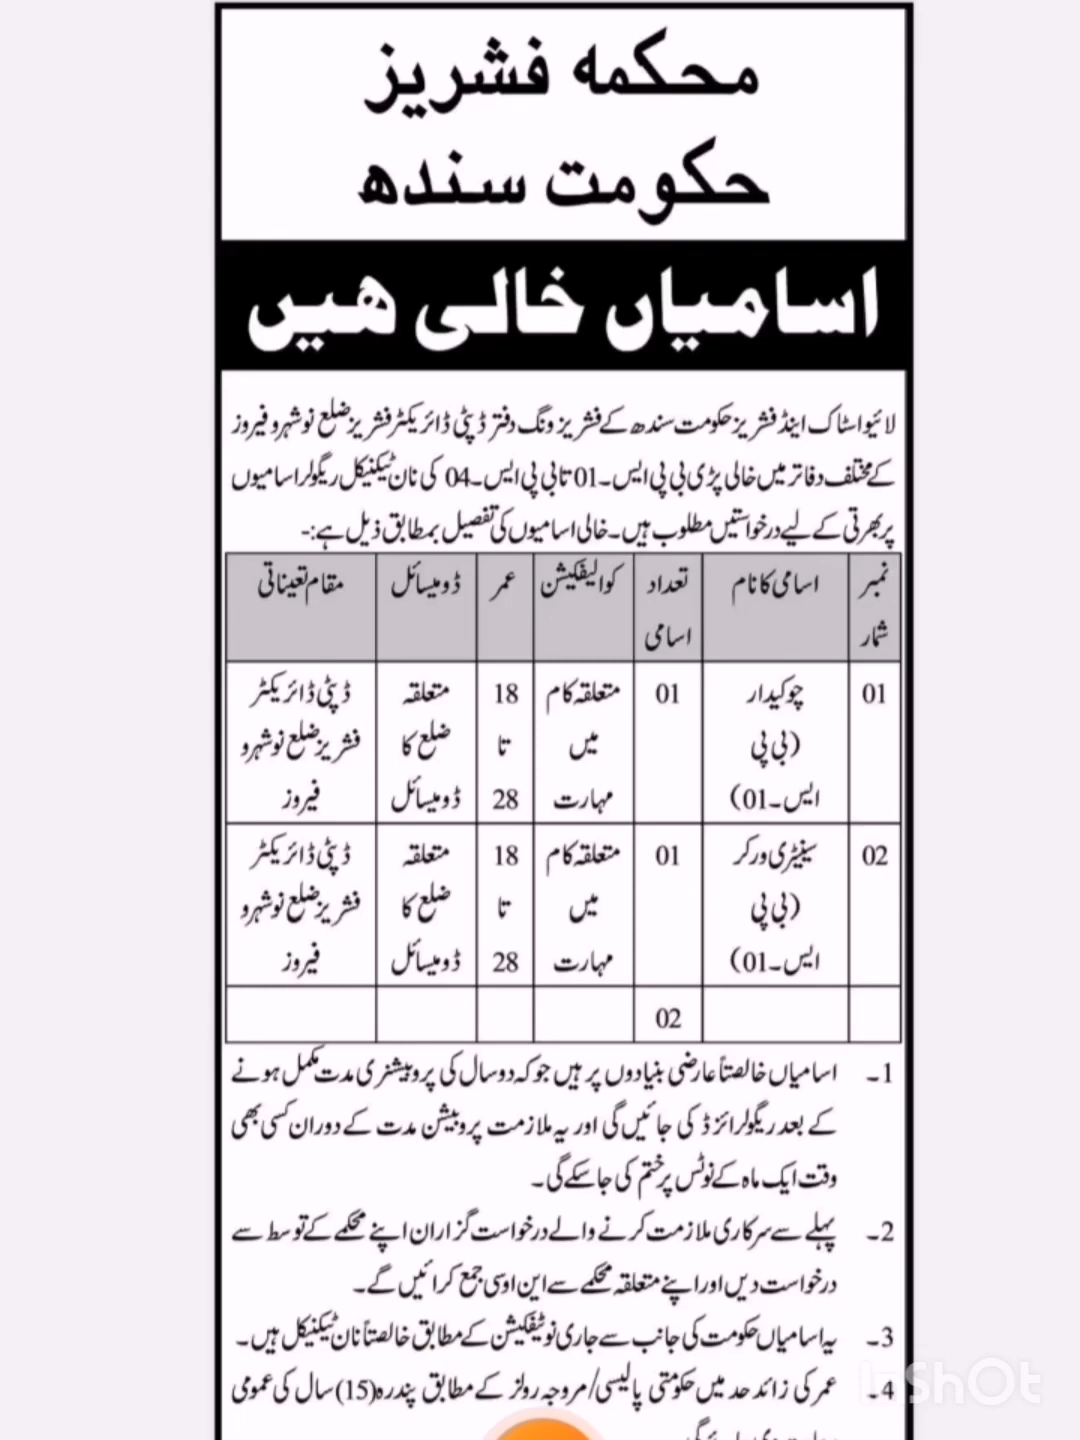 محکمہ فشریز
حکومت سندھ
اسامیاں خالی ھیں
لائیو اسٹاک اینڈ فشریز حکومت سندھ کے فشریز ونگ دفتر ڈپٹی ڈائریکٹر فشریز ضلع نوشہرو فیروز
کے مختلف دفاتر میں خالی پڑی بی پی ایس۔01 تا بی پی ایس۔04 کی نان ٹیکنیکل ریگولر اسامیوں
پر بھرتی کے لیے درخواستیں مطلوب ہیں۔ خالی اسامیوں کی تفصیل بمطابق ذیل ہے:-
نمبر شمار اسامی کا نام تعداد اسامی کوالیفکیشن عمر ڈومیسائل مقام تعیناتی
01 چوکیدار (بی پی ایس۔01) 01 متعلقہ کام میں مہارت 18 تا 28 متعلقہ ضلع کا ڈومیسائل ڈپٹی ڈائریکٹر فشریز ضلع نوشہرو فیروز
02 سینیٹری ورکر (بی پی ایس۔01) 01 متعلقہ کام میں مہارت 18 تا 28 متعلقہ ضلع کا ڈومیسائل ڈپٹی ڈائریکٹر فشریز ضلع نوشہرو فیروز
02
1۔ اسامیاں خالصتاً عارضی بنیادوں پر ہیں جو کہ دو سال کی پروبیشنری مدت مکمل ہونے
کے بعد ریگولرائزڈ کی جائیں گی اور یہ ملازمت پروبیشن مدت کے دوران کسی بھی
وقت ایک ماہ کے نوٹس پر ختم کی جا سکے گی۔
2۔ پہلے سے سرکاری ملازمت کرنے والے درخواست گزاران اپنے محکمے کے توسط سے
درخواست دیں اور اپنے متعلقہ محکمے سے این او سی جمع کرائیں گے۔
3۔ یہ اسامیاں حکومت کی جانب سے جاری نوٹیفکیشن کے مطابق خالصتاً نان ٹیکنیکل ہیں۔
4۔ عمر کی زائد حد میں حکومتی پالیسی/مروجہ رولز کے مطابق پندرہ (15) سال کی عمومی
InShOt